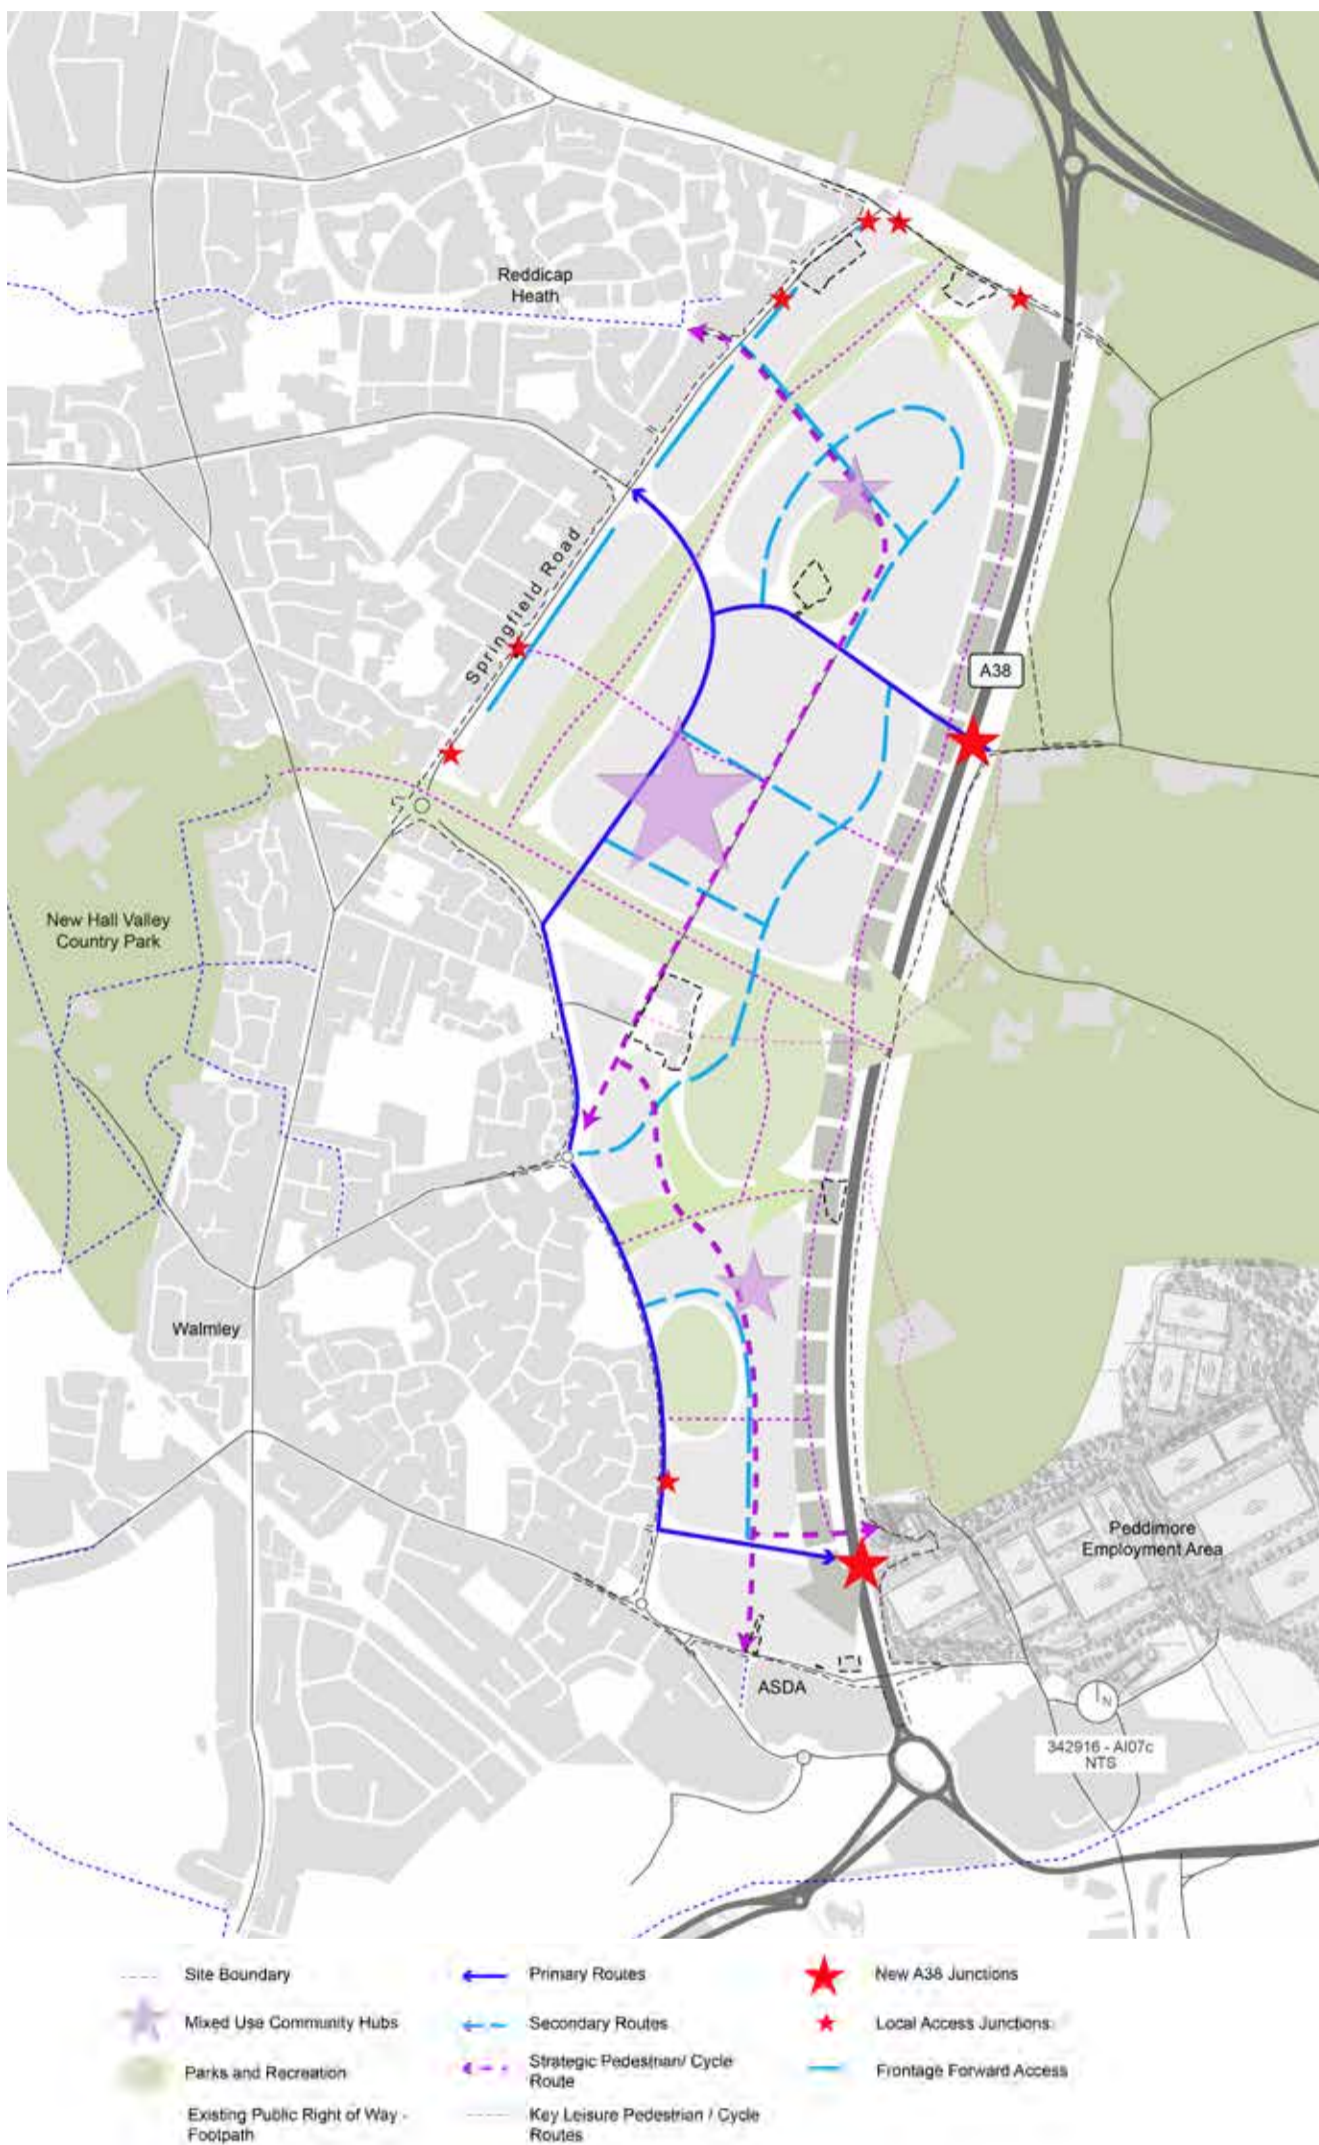 Reddicap
Heath
Springfield Road
A38
New Hall Valley
Country Park
Walmley
Peddimore
Employment Area
ASDA
N
342916 - AI07c
NTS
Site Boundary
Primary Routes
New A38 Junctions
Mixed Use Community Hubs
Secondary Routes
Local Access Junctions
Parks and Recreation
Strategic Pedestrian/ Cycle
Route
Frontage Forward Access
Existing Public Right of Way -
Footpath
Key Leisure Pedestrian / Cycle
Routes